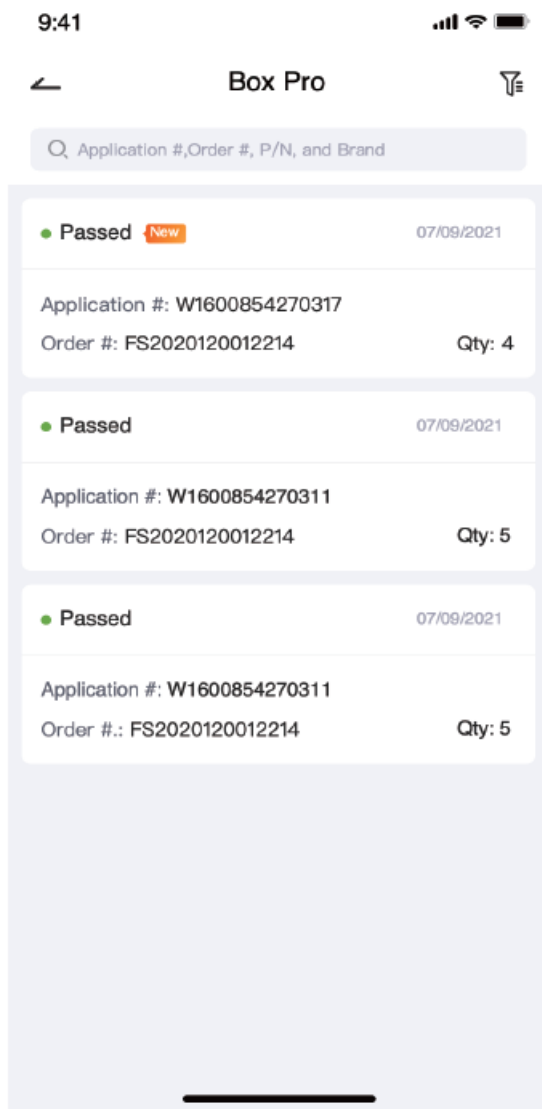 9:41
Box Pro
Application #,Order #, P/N, and Brand
Passed New 07/09/2021
Application #: W1600854270317
Order #: FS2020120012214 Qty: 4
Passed 07/09/2021
Application #: W1600854270311
Order #: FS2020120012214 Qty: 5
Passed 07/09/2021
Application #: W1600854270311
Order #.: FS2020120012214 Qty: 5